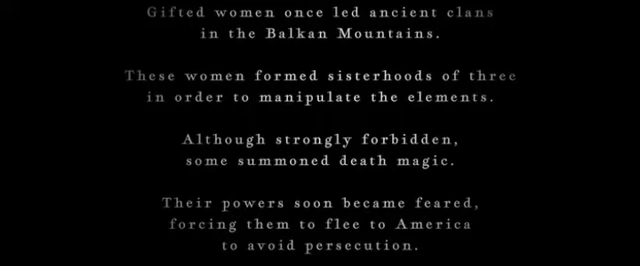 Gifted women once led ancient clans
in the Balkan Mountains.
These women formed sisterhoods of three
in order to manipulate the elements.
Although strongly forbidden,
some summoned death magic.
Their powers soon became feared,
forcing them to flee to America
to avoid persecution.